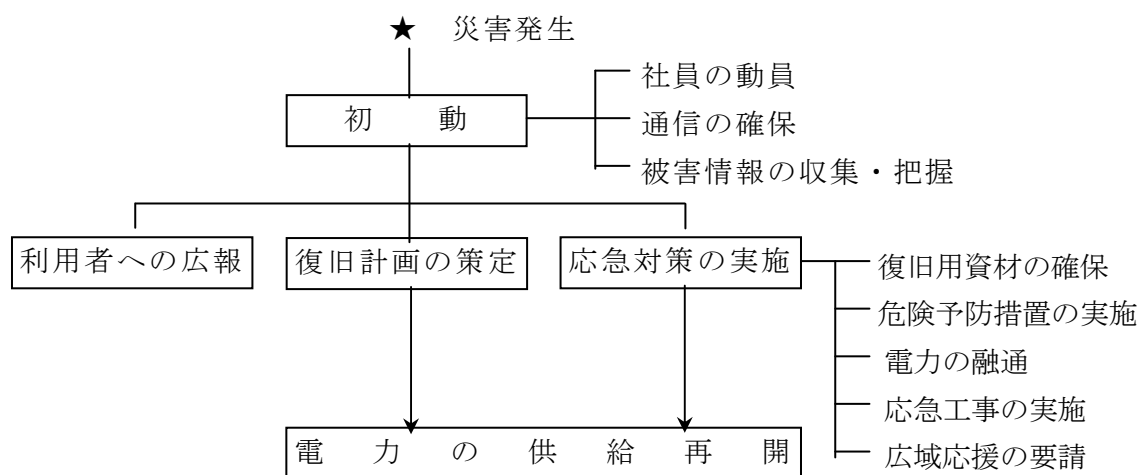 ★ 災害発生
初動
社員の動員
通信の確保
被害情報の収集・把握
利用者への広報
復旧計画の策定
応急対策の実施
復旧用資材の確保
危険予防措置の実施
電力の融通
応急工事の実施
広域応援の要請
電力の供給再開